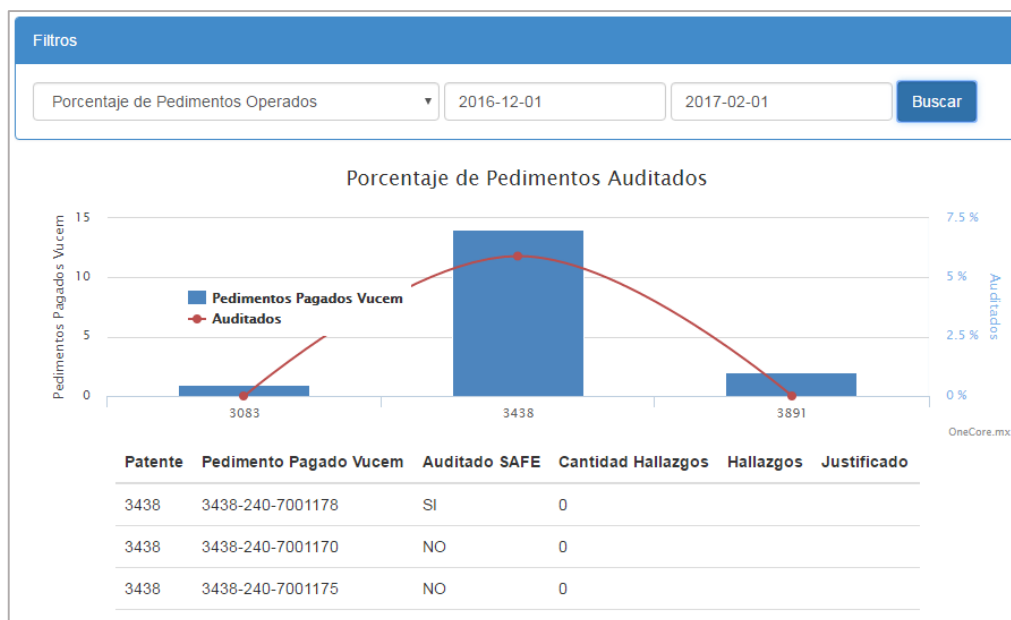 Filtros
Porcentaje de Pedimentos Operados 2016-12-01 2017-02-01 Buscar
Porcentaje de Pedimentos Auditados
Pedimentos Pagados Vucem
15
10
5
0
Pedimentos Pagados Vucem
Auditados
7.5 %
5 %
2.5 %
0 %
Auditados
3083 3438 3891
OneCore.mx
Patente Pedimento Pagado Vucem Auditado SAFE Cantidad Hallazgos Hallazgos Justificado
3438 3438-240-7001178 SI 0
3438 3438-240-7001170 NO 0
3438 3438-240-7001175 NO 0